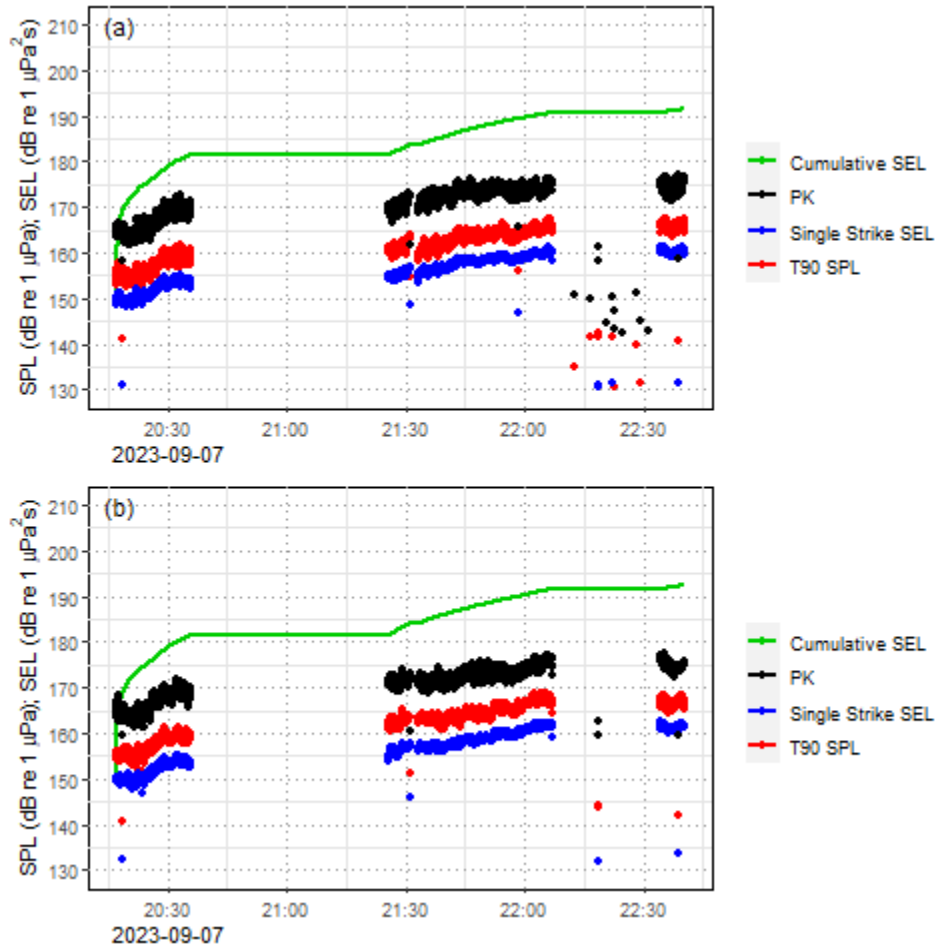 (a)
SPL (dB re 1 µPa); SEL (dB re 1 µPa²s)
210
200
190
180
170
160
150
140
130
20:30 21:00 21:30 22:00 22:30
2023-09-07
Cumulative SEL
PK
Single Strike SEL
T90 SPL
(b)
SPL (dB re 1 µPa); SEL (dB re 1 µPa²s)
210
200
190
180
170
160
150
140
130
20:30 21:00 21:30 22:00 22:30
2023-09-07
Cumulative SEL
PK
Single Strike SEL
T90 SPL